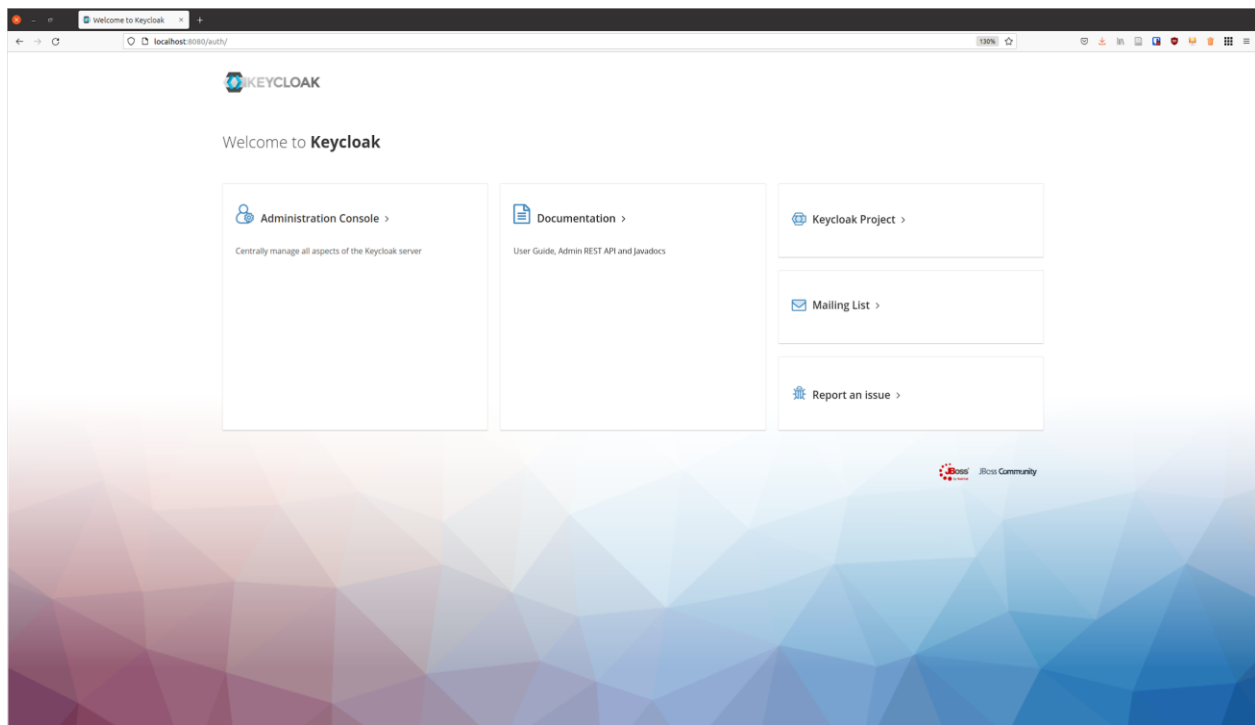 Welcome to Keycloak
localhost:8080/auth/
130%
KEYCLOAK
Welcome to Keycloak
Administration Console
Centrally manage all aspects of the Keycloak server
Documentation
User Guide, Admin REST API and Javadocs
Keycloak Project
Mailing List
Report an issue
JBoss
JBoss Community